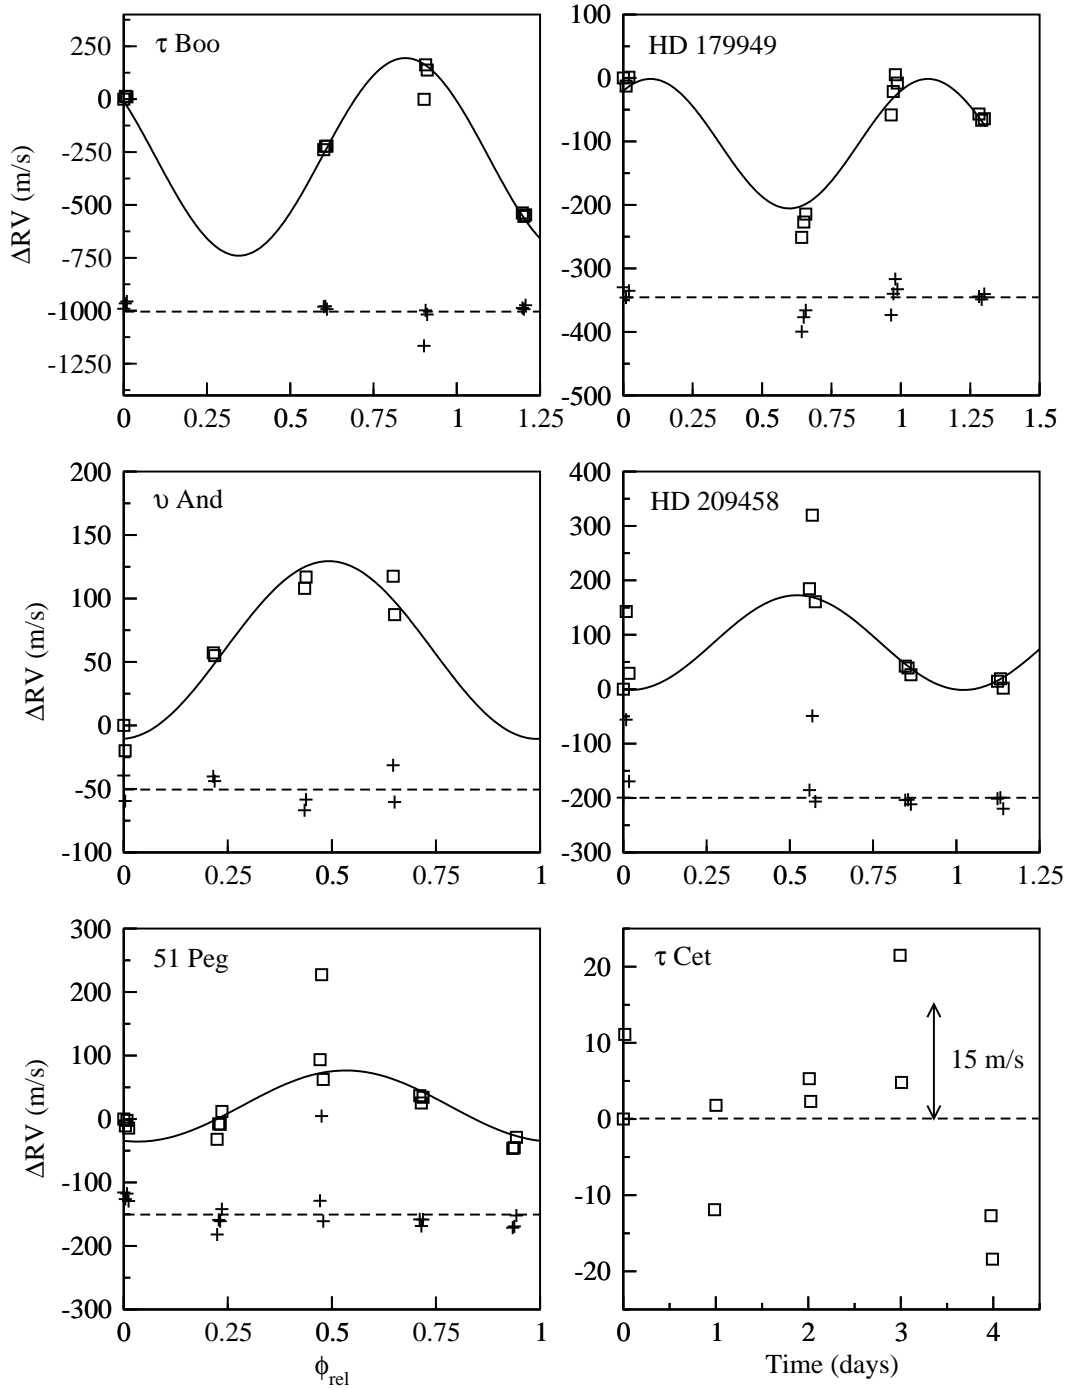 τ Boo
250
0
-250
-500
-750
-1000
-1250
ΔRV (m/s)
0 0.25 0.5 0.75 1 1.25
HD 179949
100
0
-100
-200
-300
-400
-500
0 0.25 0.5 0.75 1 1.25 1.5
υ And
200
150
100
50
0
-50
-100
ΔRV (m/s)
0 0.25 0.5 0.75 1
HD 209458
400
300
200
100
0
-100
-200
-300
0 0.25 0.5 0.75 1 1.25
51 Peg
300
200
100
0
-100
-200
-300
ΔRV (m/s)
0 0.25 0.5 0.75 1
ϕrel
τ Cet
20
10
0
-10
-20
15 m/s
0 1 2 3 4
Time (days)